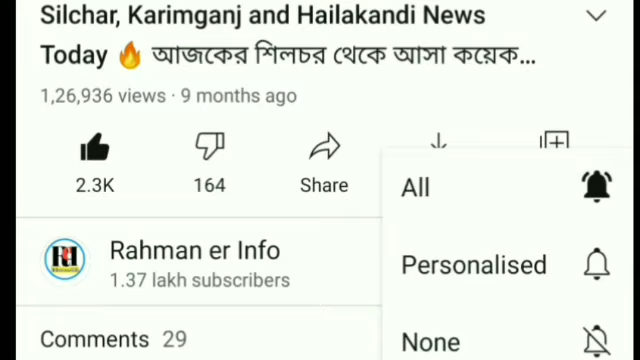 Silchar, Karimganj and Hailakandi News
Today 🔥 আজকের শিলচর থেকে আসা কয়েক...
1,26,936 views · 9 months ago
2.3K
164
Share
All
Rahman er Info
1.37 lakh subscribers
Personalised
Comments 29
None